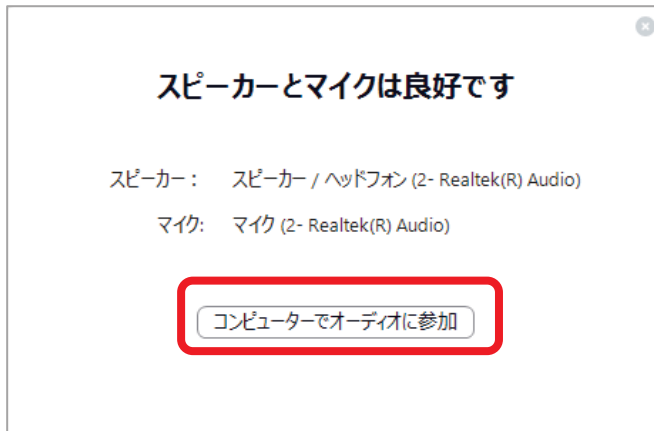 スピーカーとマイクは良好です
スピーカー： スピーカー / ヘッドフォン (2- Realtek(R) Audio)
マイク: マイク (2- Realtek(R) Audio)
コンピューターでオーディオに参加